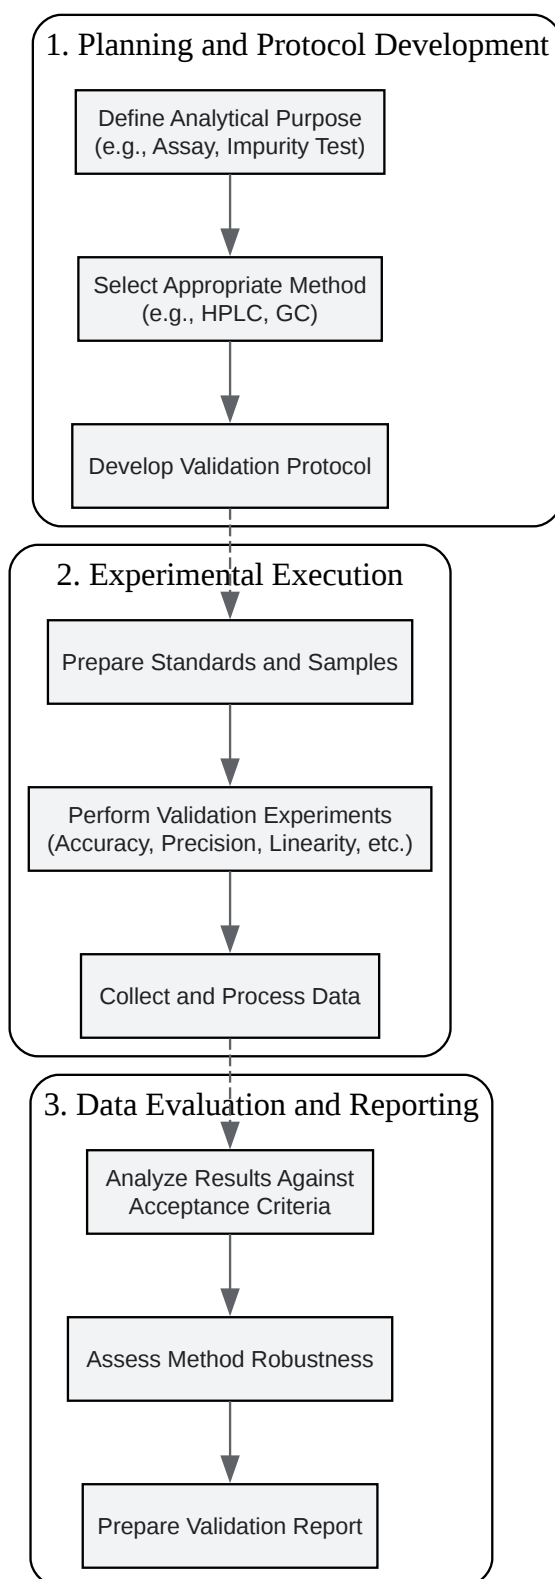 1. Planning and Protocol Development
Define Analytical Purpose
(e.g., Assay, Impurity Test)
Select Appropriate Method
(e.g., HPLC, GC)
Develop Validation Protocol
2. Experimental Execution
Prepare Standards and Samples
Perform Validation Experiments
(Accuracy, Precision, Linearity, etc.)
Collect and Process Data
3. Data Evaluation and Reporting
Analyze Results Against
Acceptance Criteria
Assess Method Robustness
Prepare Validation Report